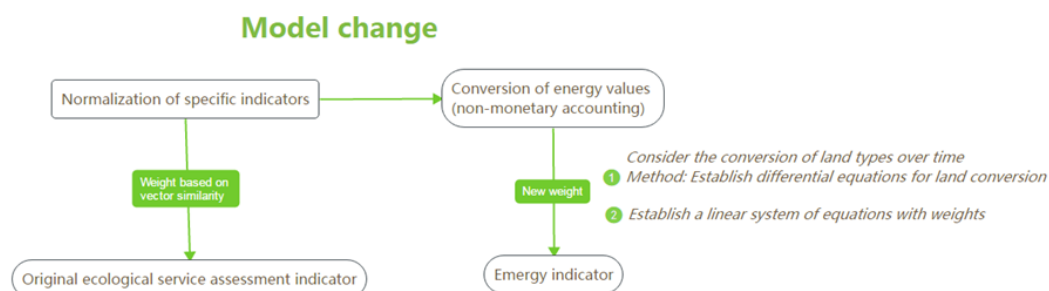 Model change
Normalization of specific indicators
Conversion of energy values
(non-monetary accounting)
Weight based on
vector similarity
New weight
Consider the conversion of land types over time
1 Method: Establish differential equations for land conversion
2 Establish a linear system of equations with weights
Original ecological service assessment indicator
Emergy indicator